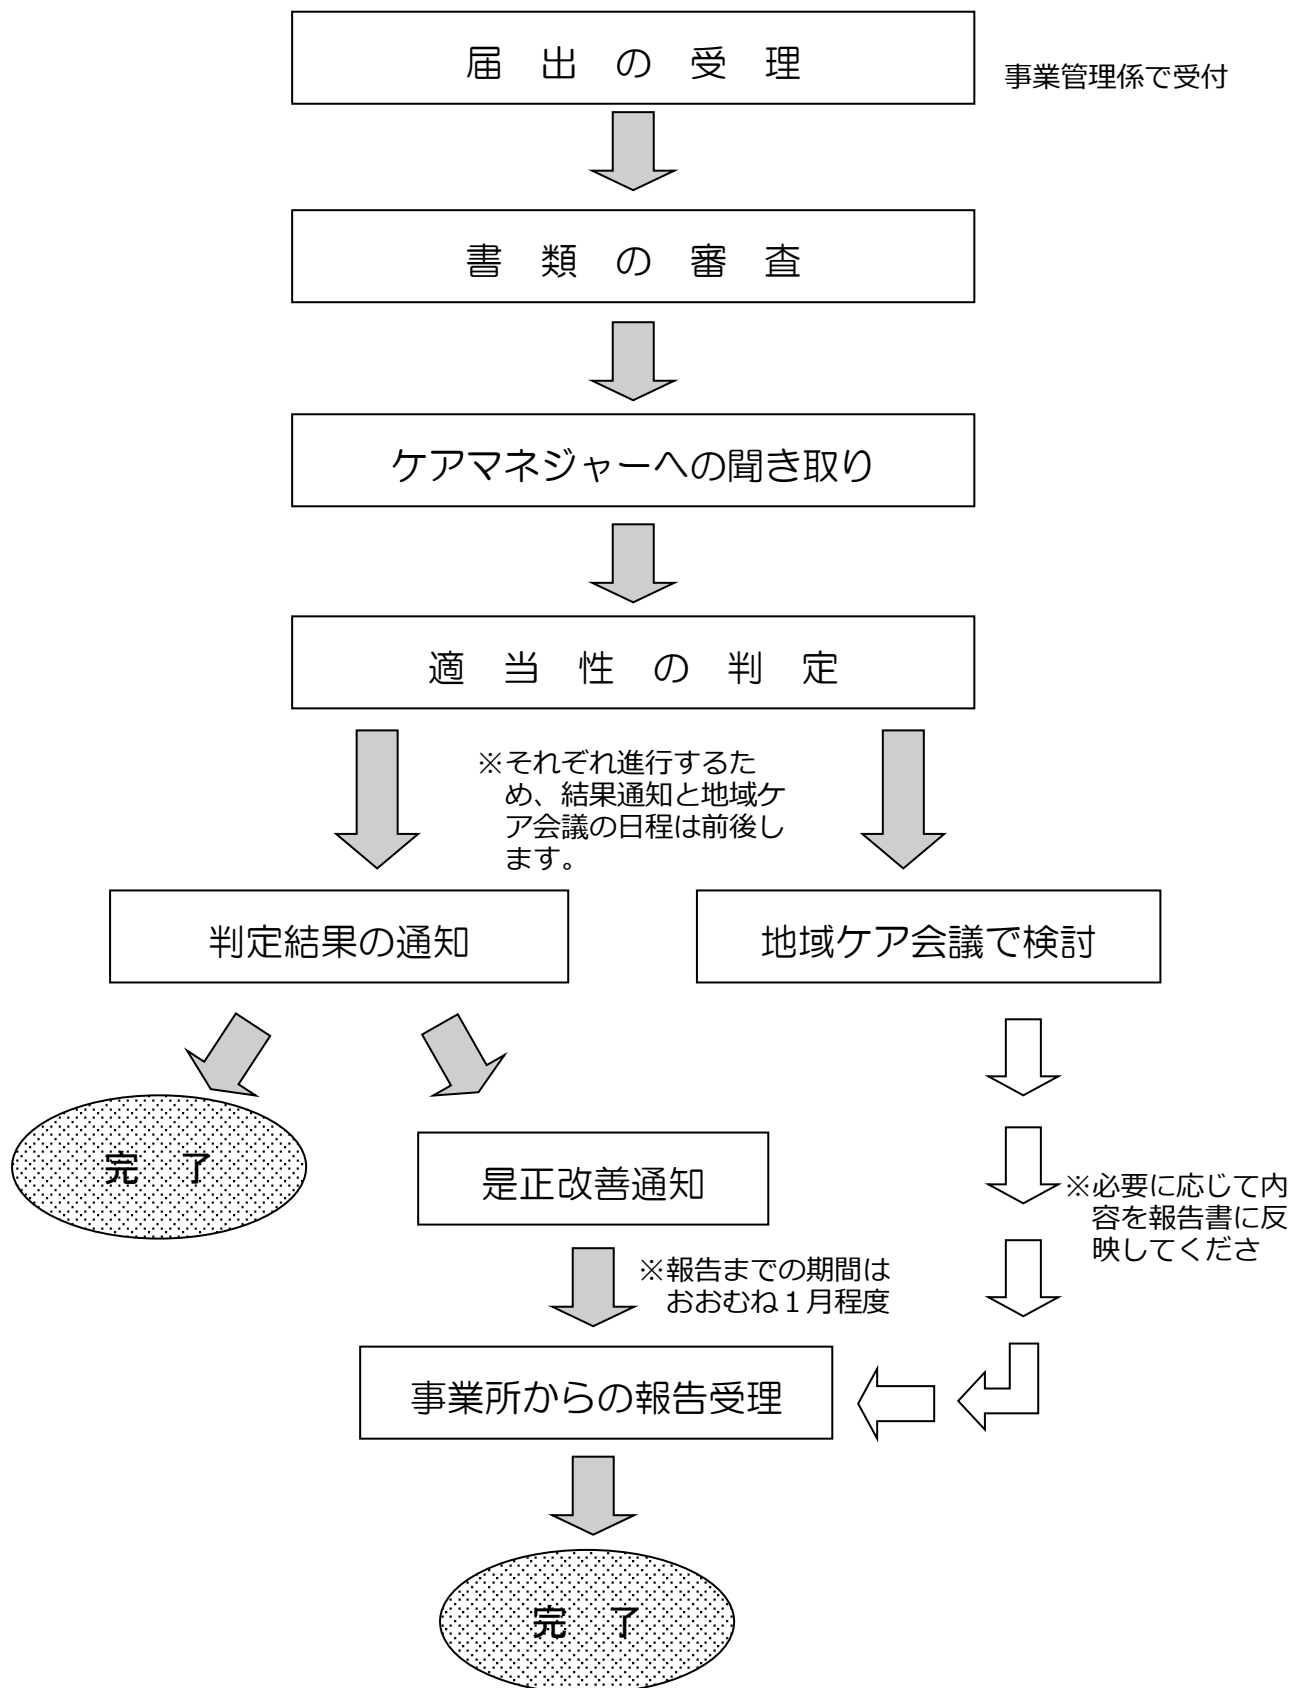 届　出　の　受　理
事業管理係で受付
書　類　の　審　査
ケアマネジャーへの聞き取り
適　当　性　の　判　定
※それぞれ進行するた
め、結果通知と地域ケ
ア会議の日程は前後し
ます。
判定結果の通知
地域ケア会議で検討
完　了
是正改善通知
※必要に応じて内
容を報告書に反
映してくださ
※報告までの期間は
おおむね１月程度
事業所からの報告受理
完　了